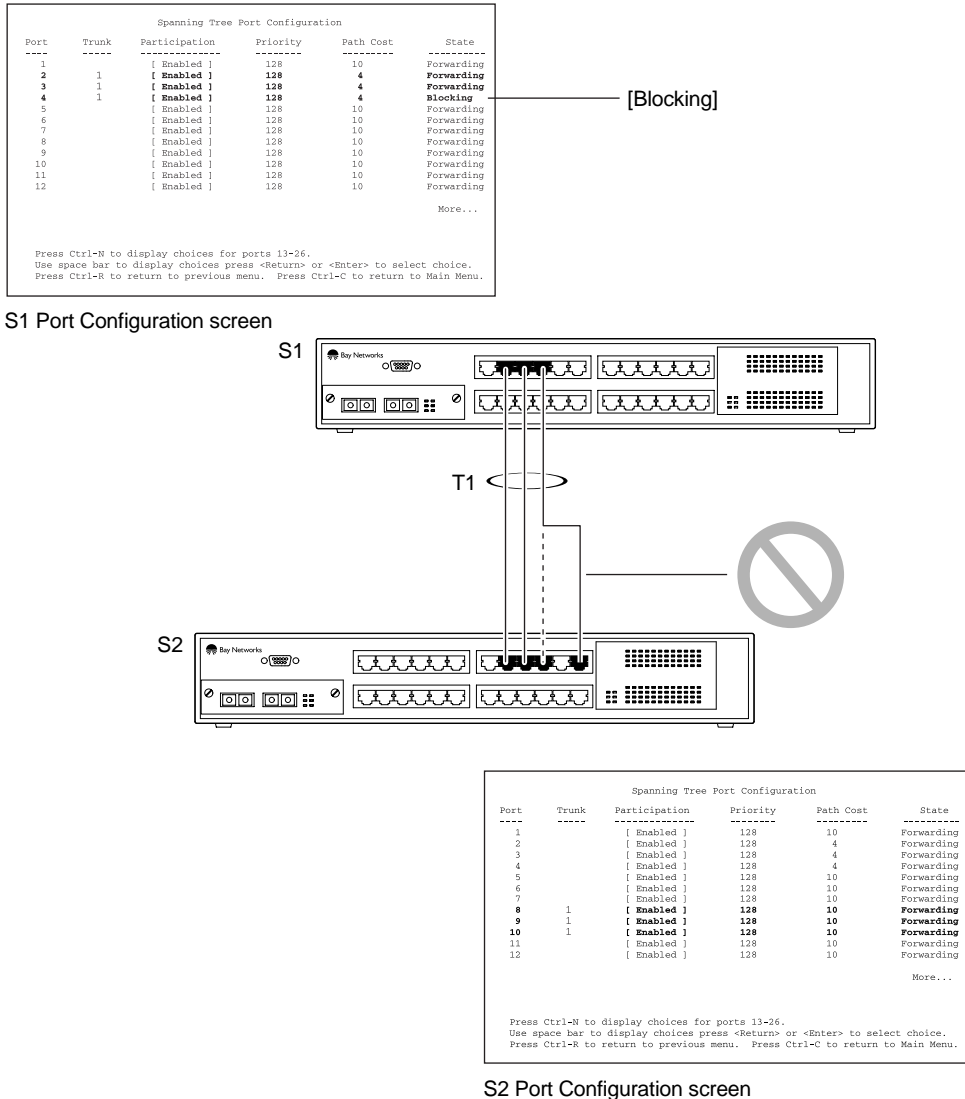 Spanning Tree Port Configuration
Port Trunk Participation Priority Path Cost State
---- ----- --------------- -------- --------- ----------
1 [ Enabled ] 128 10 Forwarding
2 1 [ Enabled ] 128 4 Forwarding
3 1 [ Enabled ] 128 4 Forwarding
4 1 [ Enabled ] 128 4 Blocking
5 [ Enabled ] 128 10 Forwarding
6 [ Enabled ] 128 10 Forwarding
7 [ Enabled ] 128 10 Forwarding
8 [ Enabled ] 128 10 Forwarding
9 [ Enabled ] 128 10 Forwarding
10 [ Enabled ] 128 10 Forwarding
11 [ Enabled ] 128 10 Forwarding
12 [ Enabled ] 128 10 Forwarding
More...
Press Ctrl-N to display choices for ports 13-26.
Use space bar to display choices press <Return> or <Enter> to select choice.
Press Ctrl-R to return to previous menu. Press Ctrl-C to return to Main Menu.
[Blocking]
S1 Port Configuration screen
S1
Bay Networks
T1
S2
Bay Networks
Spanning Tree Port Configuration
Port Trunk Participation Priority Path Cost State
---- ----- --------------- -------- --------- ----------
1 [ Enabled ] 128 10 Forwarding
2 [ Enabled ] 128 4 Forwarding
3 [ Enabled ] 128 4 Forwarding
4 [ Enabled ] 128 4 Forwarding
5 [ Enabled ] 128 10 Forwarding
6 [ Enabled ] 128 10 Forwarding
7 [ Enabled ] 128 10 Forwarding
8 1 [ Enabled ] 128 10 Forwarding
9 1 [ Enabled ] 128 10 Forwarding
10 1 [ Enabled ] 128 10 Forwarding
11 [ Enabled ] 128 10 Forwarding
12 [ Enabled ] 128 10 Forwarding
More...
Press Ctrl-N to display choices for ports 13-26.
Use space bar to display choices press <Return> or <Enter> to select choice.
Press Ctrl-R to return to previous menu. Press Ctrl-C to return to Main Menu.
S2 Port Configuration screen